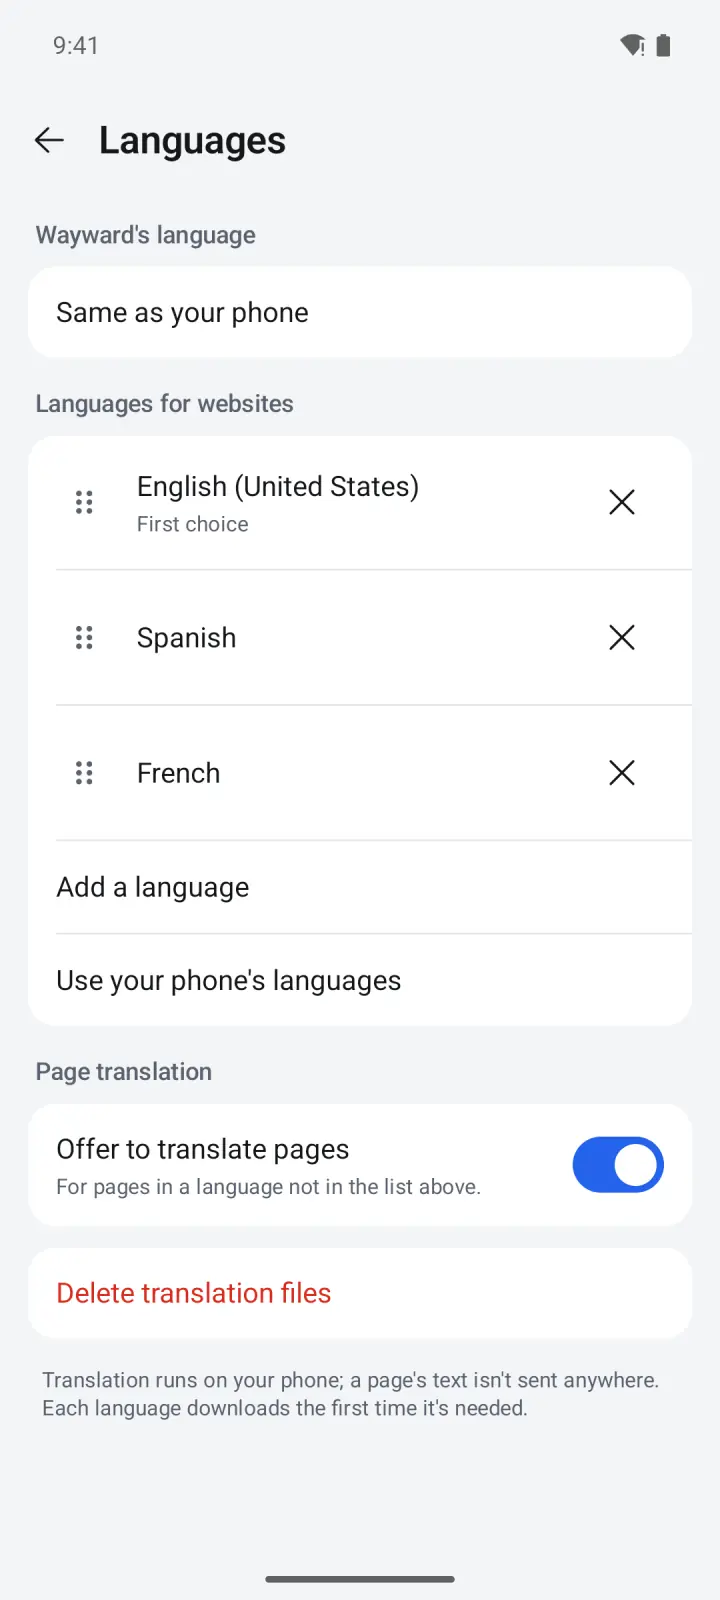 9:41
Languages
Wayward's language
Same as your phone
Languages for websites
English (United States)
First choice
Spanish
French
Add a language
Use your phone's languages
Page translation
Offer to translate pages
For pages in a language not in the list above.
Delete translation files
Translation runs on your phone; a page's text isn't sent anywhere.
Each language downloads the first time it's needed.